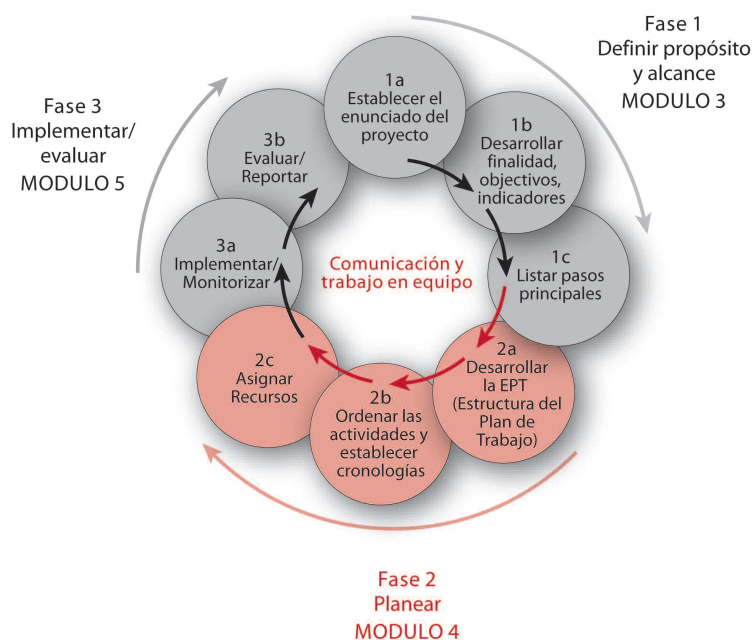 Fase 1
Definir propósito
y alcance
MODULO 3
1a
Establecer el
enunciado del
proyecto
1b
Desarrollar
finalidad,
objetivos,
indicadores
1c
Listar pasos
principales
2a
Desarrollar
la EPT
(Estructura del
Plan de
Trabajo)
2b
Ordenar las
actividades y
establecer
cronologías
2c
Asignar
Recursos
3a
Implementar/
Monitorizar
3b
Evaluar/
Reportar
Fase 3
Implementar/
evaluar
MODULO 5
Comunicación y
trabajo en equipo
Fase 2
Planear
MODULO 4